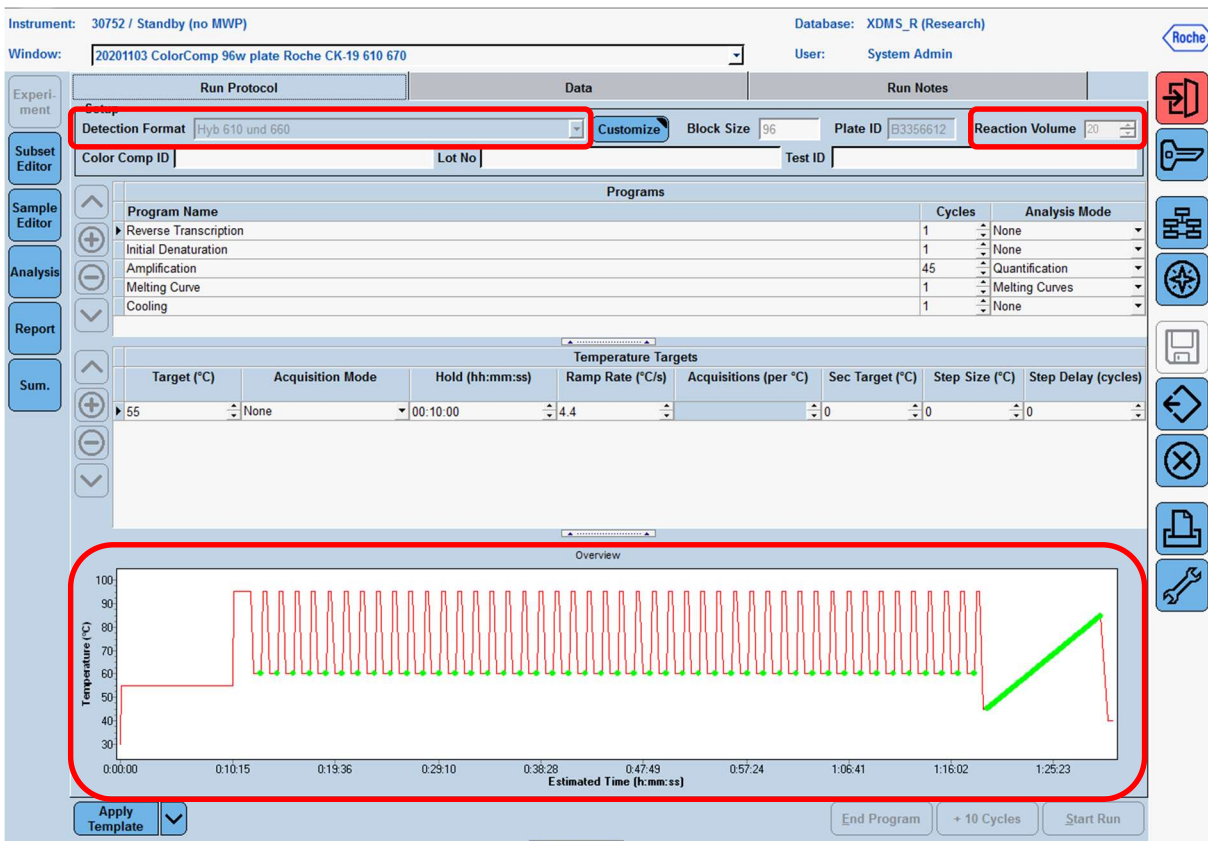 Instrument: 30752 / Standby (no MWP) Database: XDMS_R (Research)
Roche
Window: 20201103 ColorComp 96w plate Roche CK-19 610 670 User: System Admin
Run Protocol Data Run Notes
Experi-
ment
Setup
Detection Format Hyb 610 und 660 Customize Block Size 96 Plate ID B3356612 Reaction Volume 20
Color Comp ID Lot No Test ID
Subset
Editor
Sample
Editor
Analysis
Report
Sum.
Programs
Program Name Cycles Analysis Mode
Reverse Transcription 1 None
Initial Denaturation 1 None
Amplification 45 Quantification
Melting Curve 1 Melting Curves
Cooling 1 None
Temperature Targets
Target (°C) Acquisition Mode Hold (hh:mm:ss) Ramp Rate (°C/s) Acquisitions (per °C) Sec Target (°C) Step Size (°C) Step Delay (cycles)
55 None 00:10:00 4.4 0 0 0
Overview
Temperature (°C)
100
90
80
70
60
50
40
30
0:00:00 0:10:15 0:19:36 0:29:10 0:38:28 0:47:49 0:57:24 1:06:41 1:16:02 1:25:23
Estimated Time (h:mm:ss)
Apply
Template
End Program + 10 Cycles Start Run